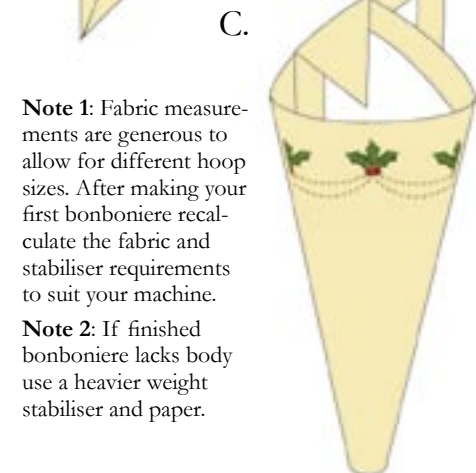 C.
Note 1: Fabric measure-
ments are generous to
allow for different hoop
sizes. After making your
first bonboniere recal-
culate the fabric and
stabiliser requirements
to suit your machine.
Note 2: If finished
bonboniere lacks body
use a heavier weight
stabiliser and paper.